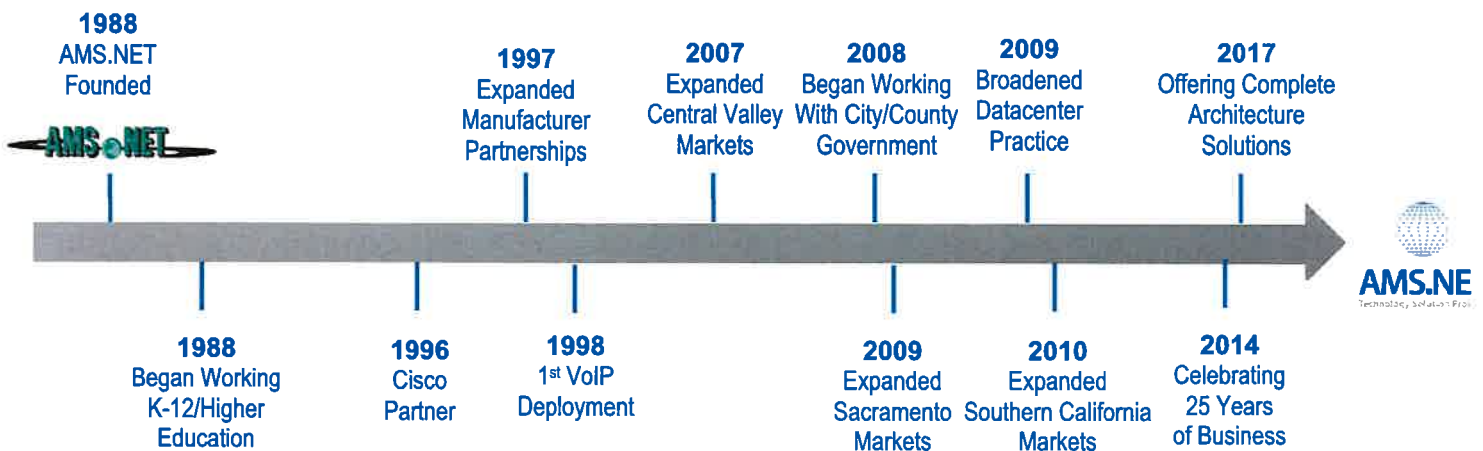 1988
AMS.NET
Founded
AMS.NET
1997
Expanded
Manufacturer
Partnerships
2007
Expanded
Central Valley
Markets
2008
Began Working
With City/County
Government
2009
Broadened
Datacenter
Practice
2017
Offering Complete
Architecture
Solutions
AMS.NE
Technology Solution
1988
Began Working
K-12/Higher
Education
1996
Cisco
Partner
1998
1st VoIP
Deployment
2009
Expanded
Sacramento
Markets
2010
Expanded
Southern California
Markets
2014
Celebrating
25 Years
of Business